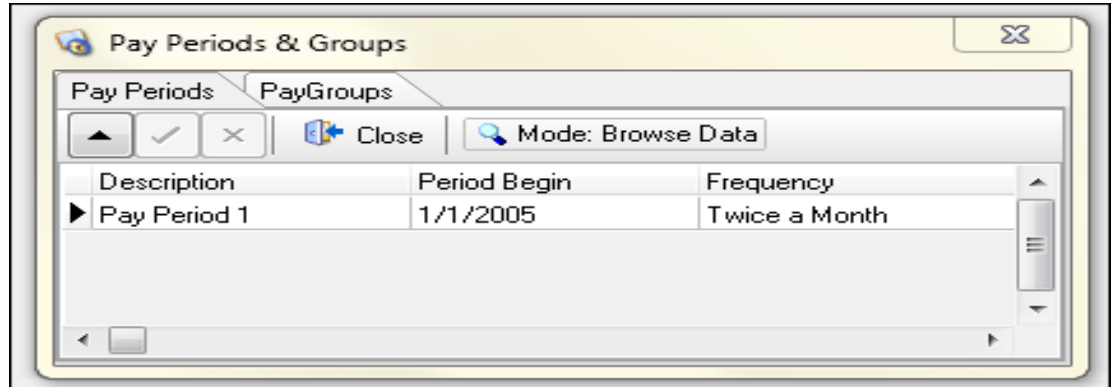 Pay Periods & Groups
Pay Periods PayGroups
Close Mode: Browse Data
Description Period Begin Frequency
Pay Period 1 1/1/2005 Twice a Month